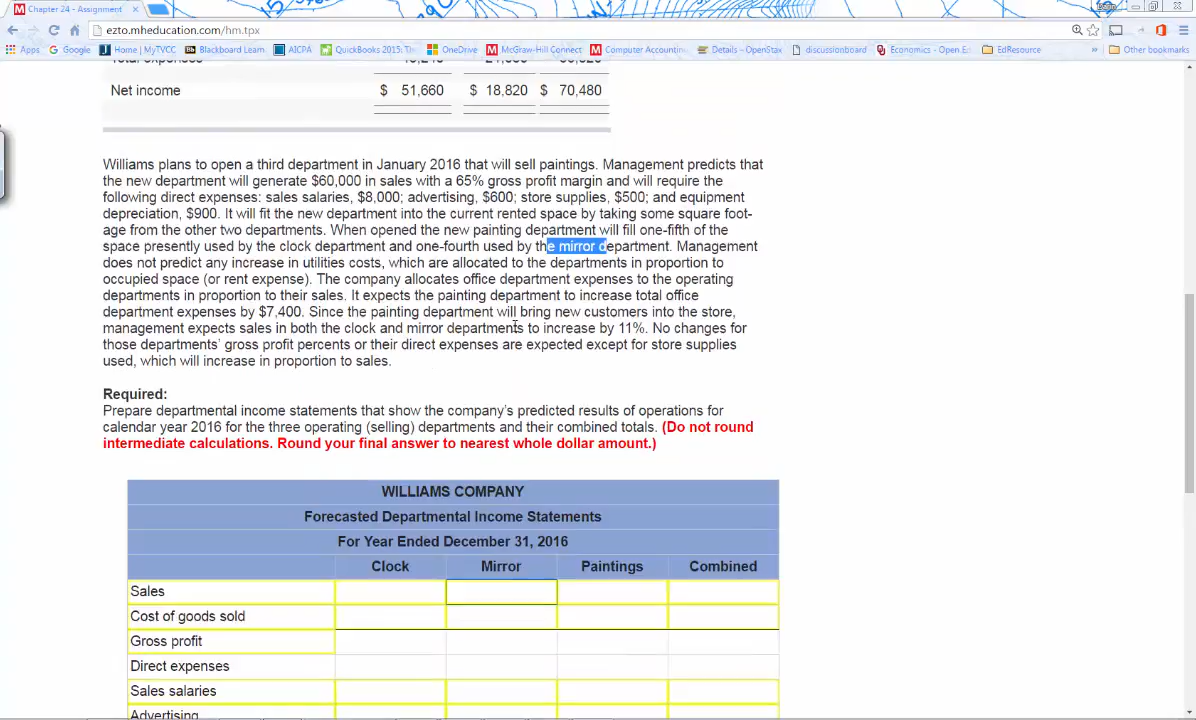 Chapter 24 - Assignment
ezto.mheducation.com/hm.tpx
Apps Google Home | MyTVCC Blackboard Learn AICPA QuickBooks 2015: The OneDrive McGraw-Hill Connect Computer Accountin Details - OpenStax discussionboard Economics - Open E EdResource » Other bookmarks
Total expenses
Net income $ 51,660 $ 18,820 $ 70,480
Williams plans to open a third department in January 2016 that will sell paintings. Management predicts that
the new department will generate $60,000 in sales with a 65% gross profit margin and will require the
following direct expenses: sales salaries, $8,000; advertising, $600; store supplies, $500; and equipment
depreciation, $900. It will fit the new department into the current rented space by taking some square foot-
age from the other two departments. When opened the new painting department will fill one-fifth of the
space presently used by the clock department and one-fourth used by the mirror department. Management
does not predict any increase in utilities costs, which are allocated to the departments in proportion to
occupied space (or rent expense). The company allocates office department expenses to the operating
departments in proportion to their sales. It expects the painting department to increase total office
department expenses by $7,400. Since the painting department will bring new customers into the store,
management expects sales in both the clock and mirror departments to increase by 11%. No changes for
those departments' gross profit percents or their direct expenses are expected except for store supplies
used, which will increase in proportion to sales.
Required:
Prepare departmental income statements that show the company's predicted results of operations for
calendar year 2016 for the three operating (selling) departments and their combined totals. (Do not round
intermediate calculations. Round your final answer to nearest whole dollar amount.)
WILLIAMS COMPANY
Forecasted Departmental Income Statements
For Year Ended December 31, 2016
Clock Mirror Paintings Combined
Sales
Cost of goods sold
Gross profit
Direct expenses
Sales salaries
Advertising